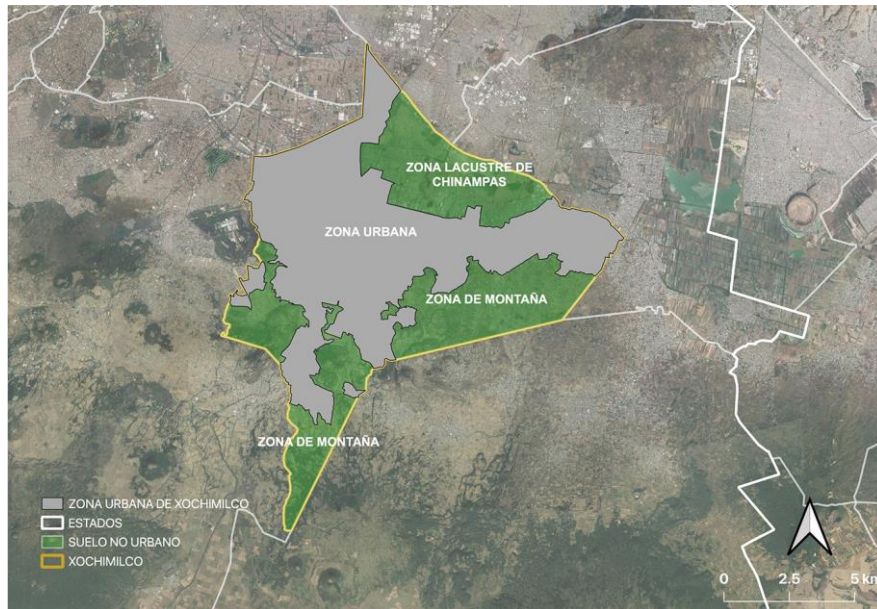 ZONA LACUSTRE DE
CHINAMPAS
ZONA URBANA
ZONA DE MONTAÑA
ZONA DE MONTAÑA
ZONA URBANA DE XOCHIMILCO
ESTADOS
SUELO NO URBANO
XOCHIMILCO
0 2.5 5 km